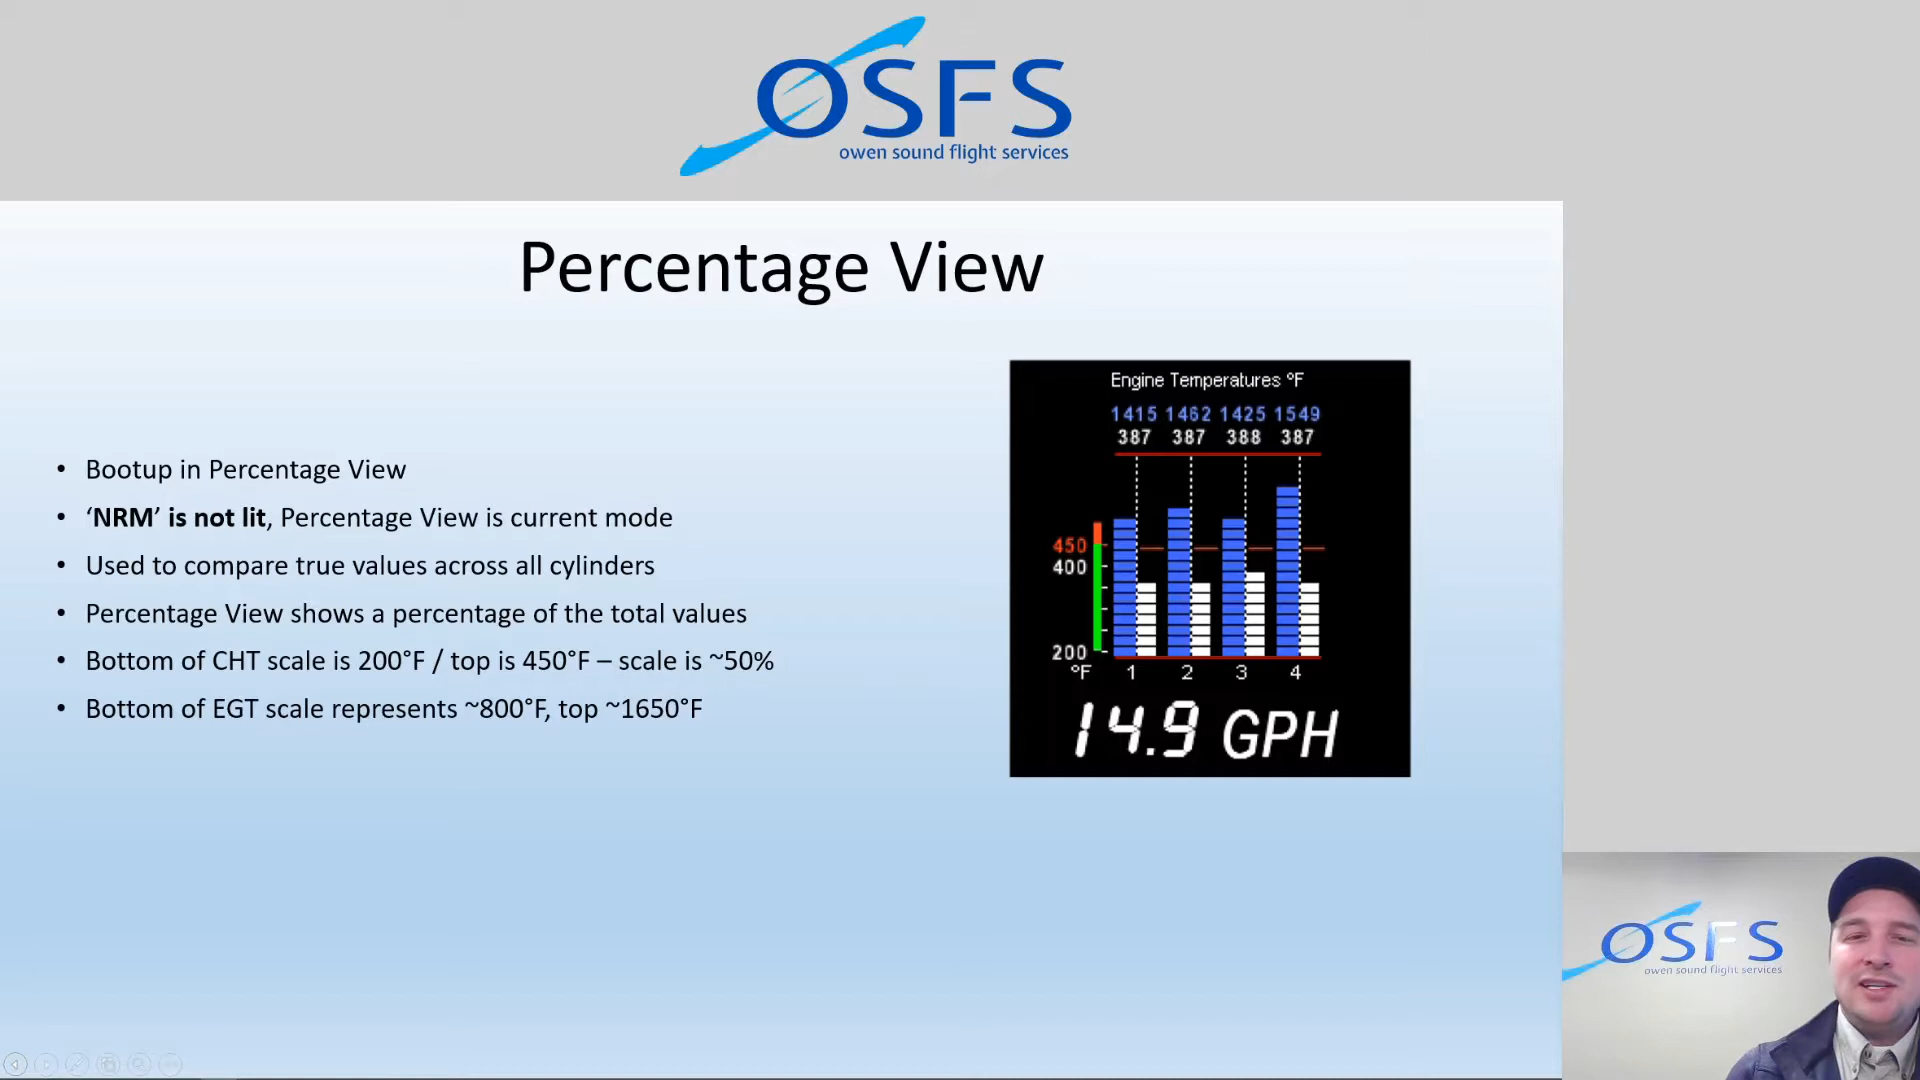 OSFS
owen sound flight services
Percentage View
• Bootup in Percentage View
• ‘NRM’ is not lit, Percentage View is current mode
• Used to compare true values across all cylinders
• Percentage View shows a percentage of the total values
• Bottom of CHT scale is 200°F / top is 450°F – scale is ~50%
• Bottom of EGT scale represents ~800°F, top ~1650°F
Engine Temperatures °F
1415 1462 1425 1549
387 387 388 387
450
400
200
°F 1 2 3 4
14.9 GPH
OSFS
owen sound flight services